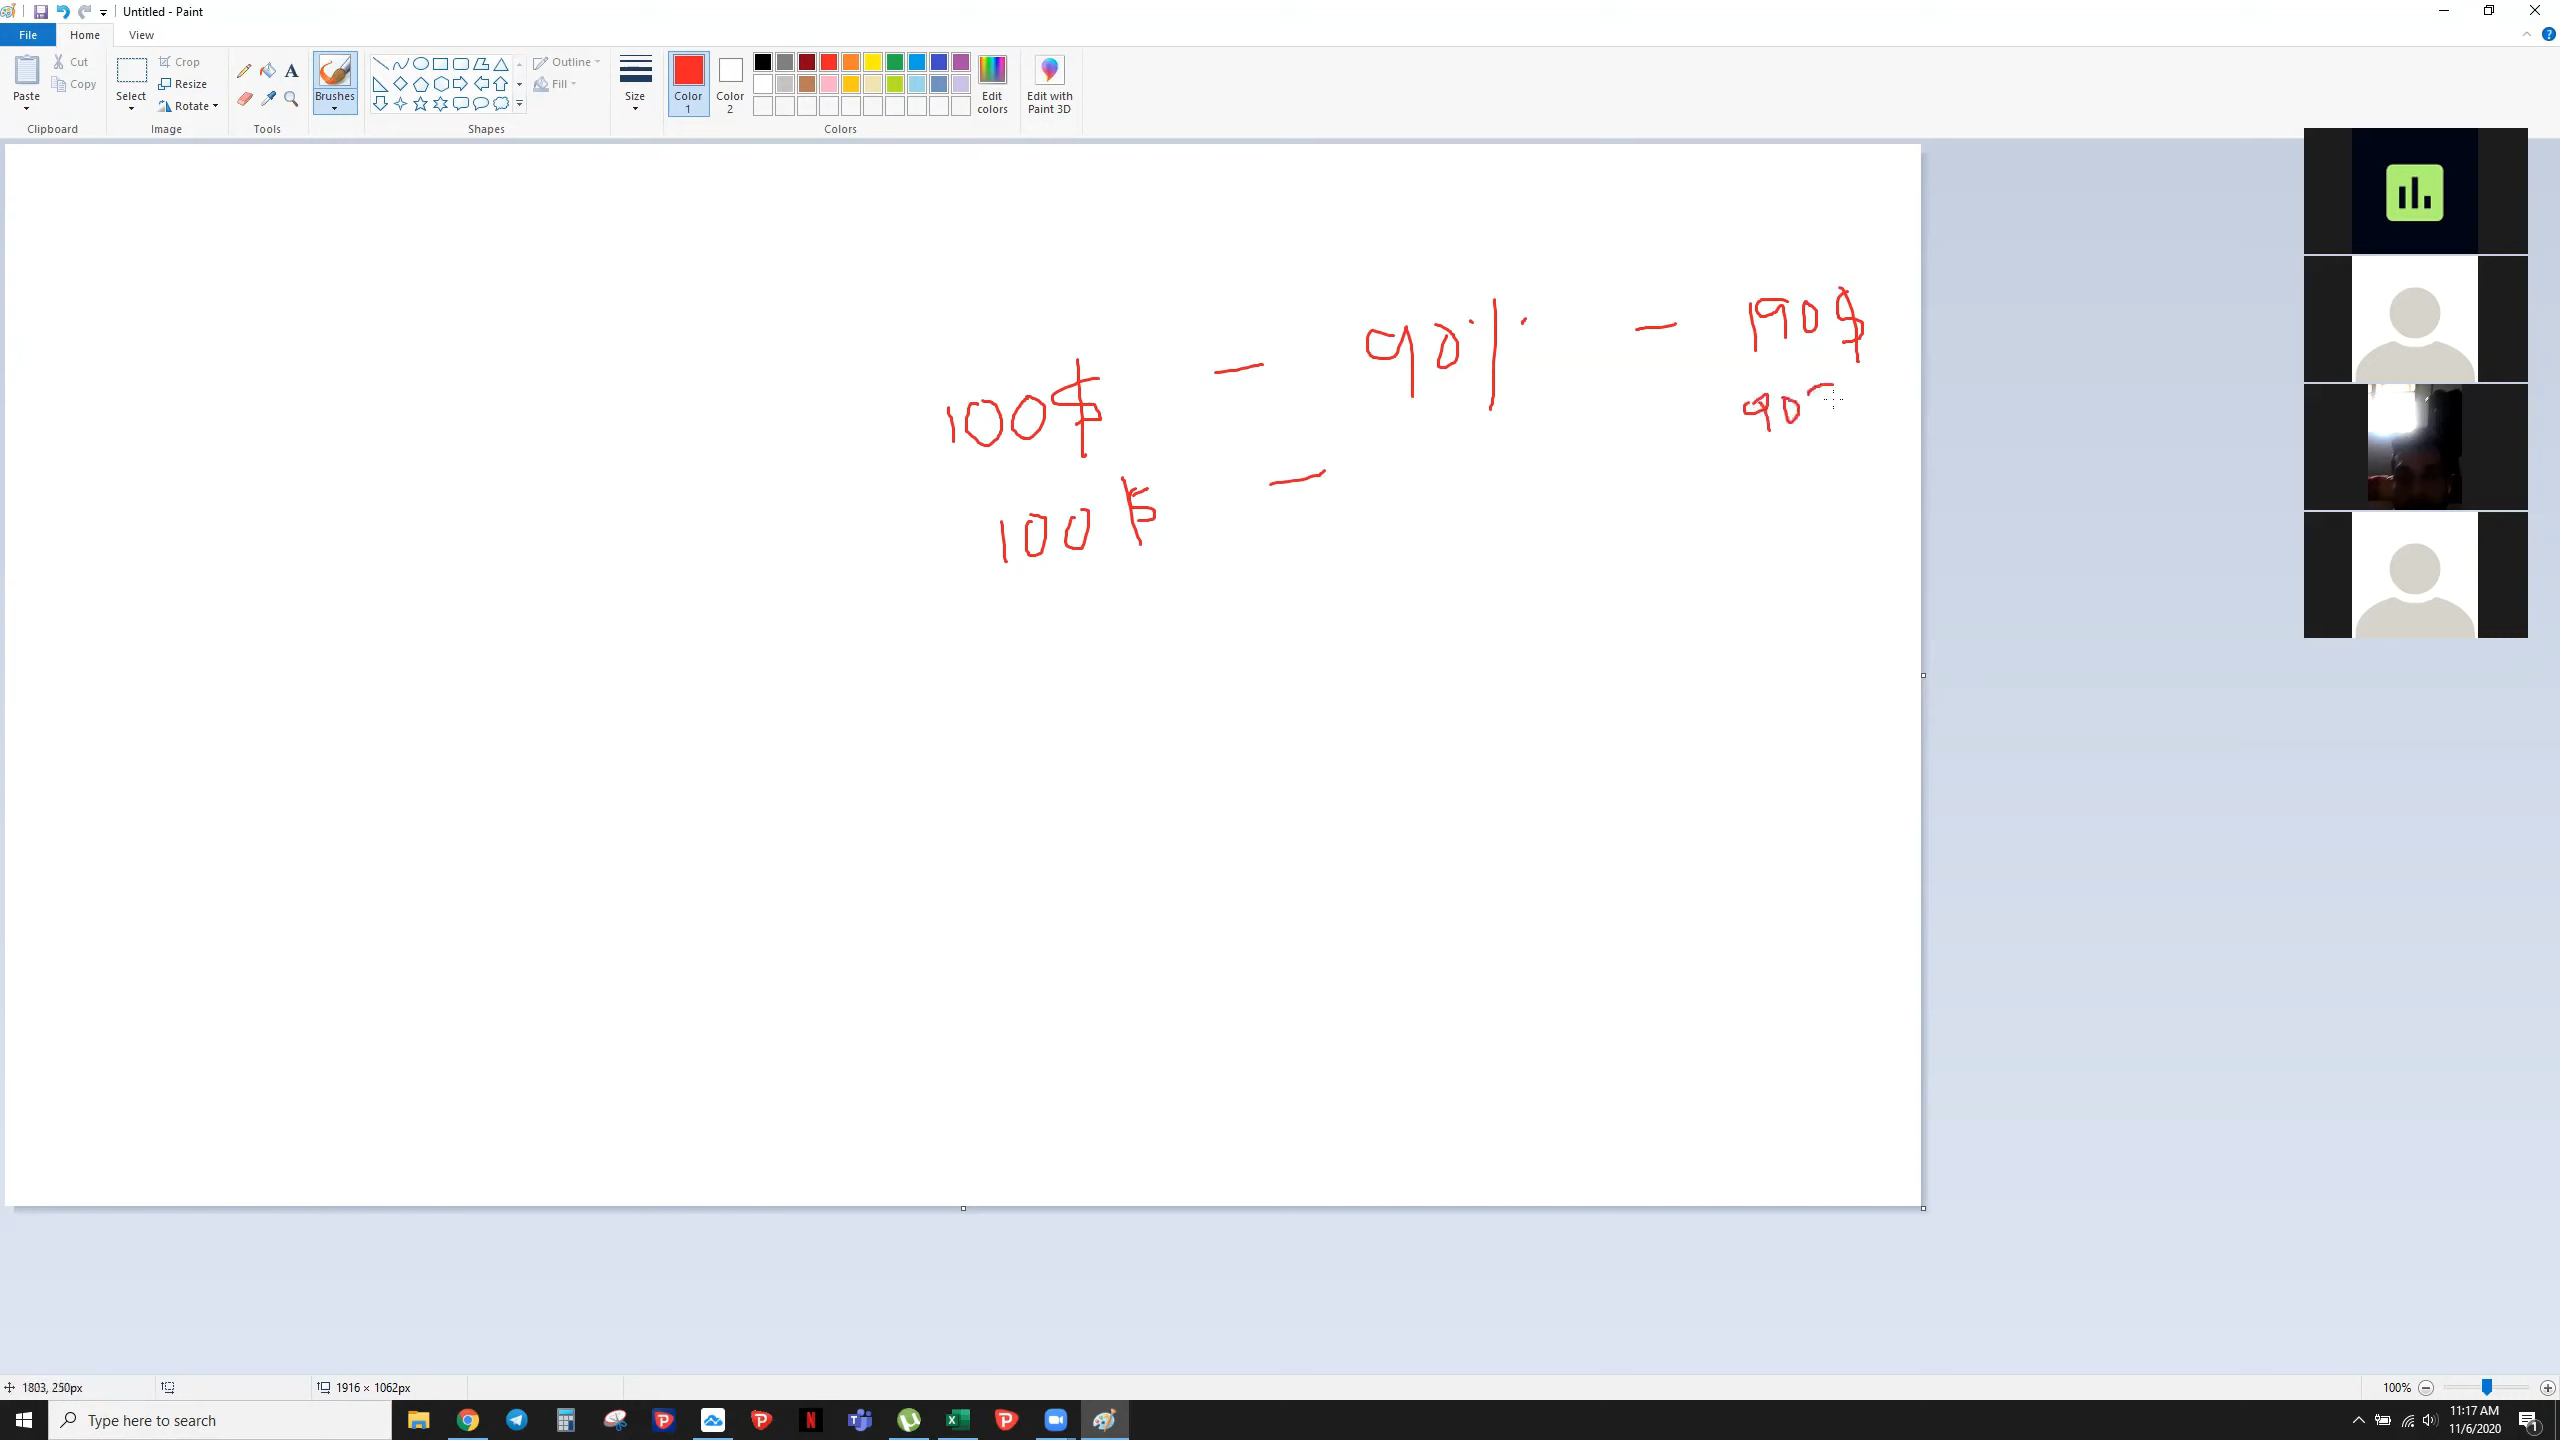 Untitled - Paint
File Home View
Paste
Cut
Copy
Clipboard
Select
Crop
Resize
Rotate
Image
Tools
Brushes
Shapes
Outline
Fill
Size
Color 1
Color 2
Edit colors
Colors
Edit with Paint 3D
100$ - 90% - 190$
90
100 $ -
1803, 250px
1916 × 1062px
100%
Type here to search
11:17 AM
11/6/2020